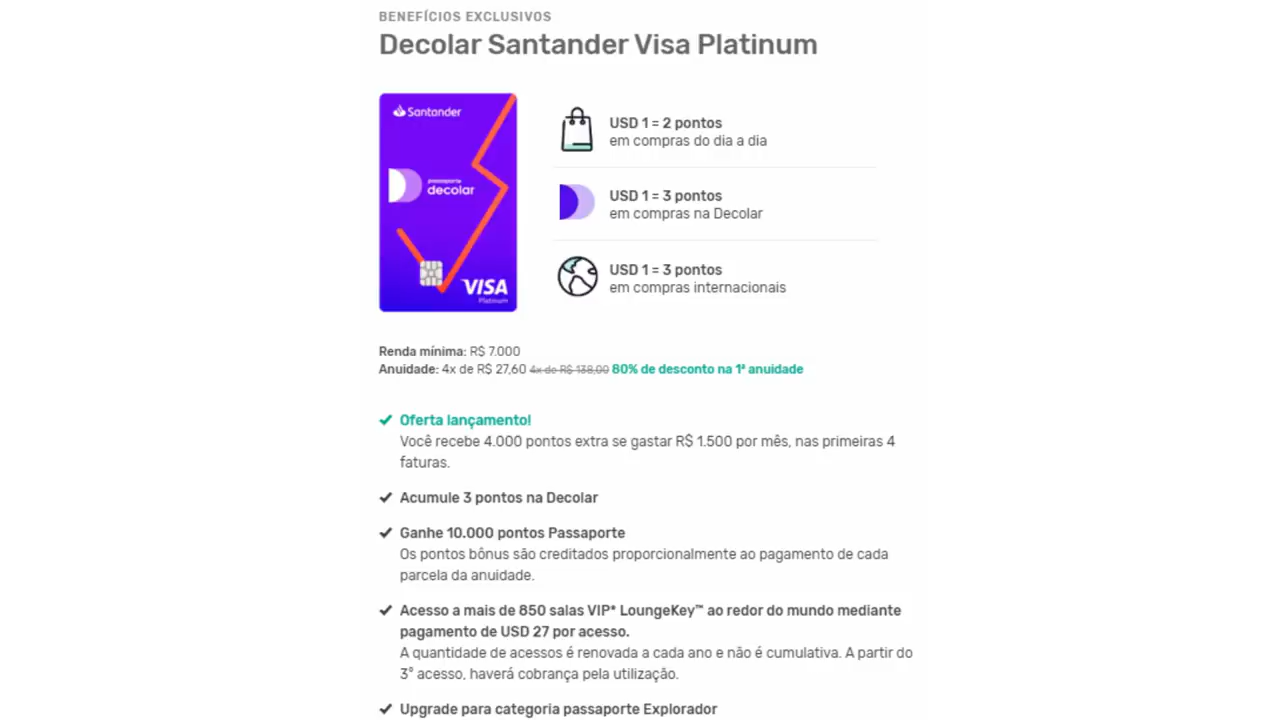 BENEFÍCIOS EXCLUSIVOS
Decolar Santander Visa Platinum
Santander
passaporte
decolar
VISA
Platinum
USD 1 = 2 pontos
em compras do dia a dia
USD 1 = 3 pontos
em compras na Decolar
USD 1 = 3 pontos
em compras internacionais
Renda mínima: R$ 7.000
Anuidade: 4x de R$ 27,60 4x de R$ 138,00 80% de desconto na 1ª anuidade
Oferta lançamento!
Você recebe 4.000 pontos extra se gastar R$ 1.500 por mês, nas primeiras 4
faturas.
Acumule 3 pontos na Decolar
Ganhe 10.000 pontos Passaporte
Os pontos bônus são creditados proporcionalmente ao pagamento de cada
parcela da anuidade.
Acesso a mais de 850 salas VIP* LoungeKey™ ao redor do mundo mediante
pagamento de USD 27 por acesso.
A quantidade de acessos é renovada a cada ano e não é cumulativa. A partir do
3° acesso, haverá cobrança pela utilização.
Upgrade para categoria passaporte Explorador